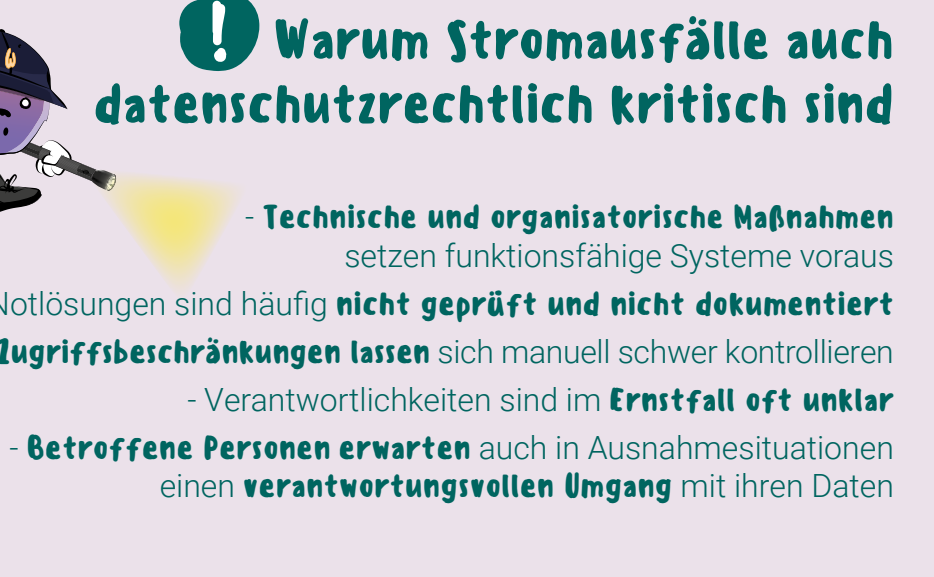 ! Warum Stromausfälle auch
datenschutzrechtlich kritisch sind
- Technische und organisatorische Maßnahmen
setzen funktionsfähige Systeme voraus
Notlösungen sind häufig nicht geprüft und nicht dokumentiert
Zugriffsbeschränkungen lassen sich manuell schwer kontrollieren
- Verantwortlichkeiten sind im Ernstfall oft unklar
- Betroffene Personen erwarten auch in Ausnahmesituationen
einen verantwortungsvollen Umgang mit ihren Daten